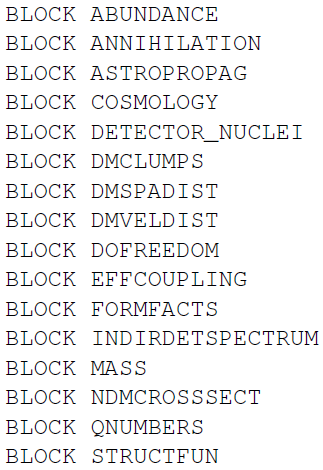 BLOCK ABUNDANCE
BLOCK ANNIHILATION
BLOCK ASTROPROPAG
BLOCK COSMOLOGY
BLOCK DETECTOR_NUCLEI
BLOCK DMCLUMPS
BLOCK DMSPADIST
BLOCK DMVELDIST
BLOCK DOFREEDOM
BLOCK EFFCOUPLING
BLOCK FORMFACTS
BLOCK INDIRDETSPECTRUM
BLOCK MASS
BLOCK NDMCROSSSECT
BLOCK QNUMBERS
BLOCK STRUCTFUN